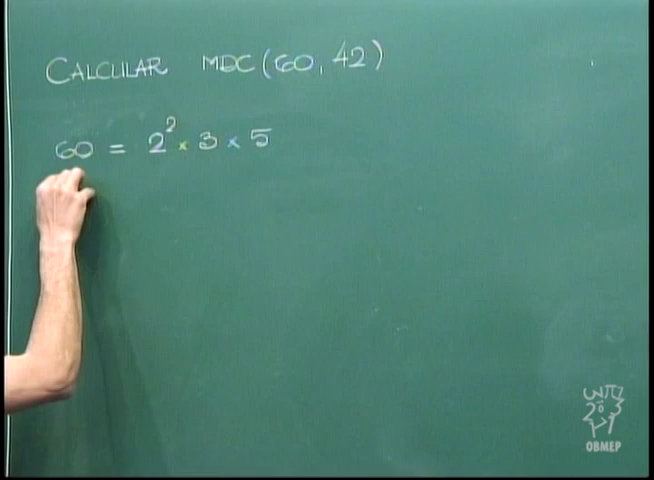 CALCULAR MDC(60, 42)
60 = 2² × 3 × 5
OBMEP